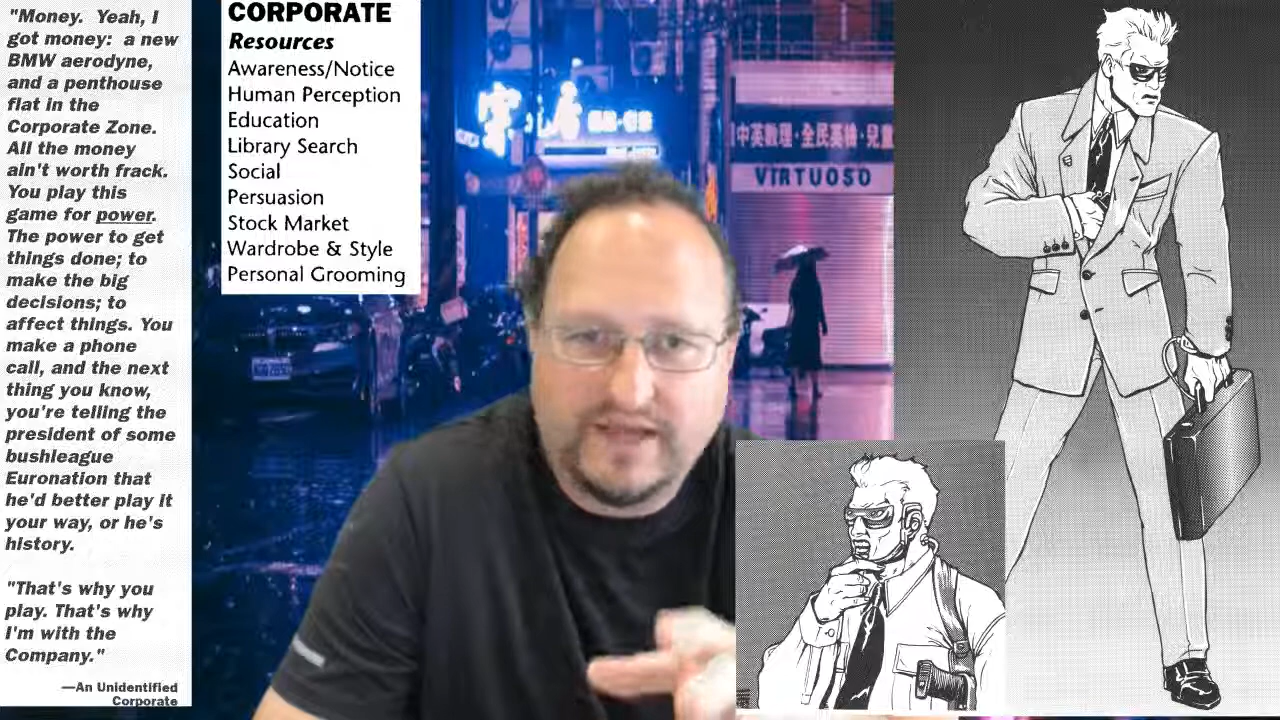 "Money. Yeah, I
got money: a new
BMW aerodyne,
and a penthouse
flat in the
Corporate Zone.
All the money
ain't worth frack.
You play this
game for power.
The power to get
things done; to
make the big
decisions; to
affect things. You
make a phone
call, and the next
thing you know,
you're telling the
president of some
bushleague
Euronation that
he'd better play it
your way, or he's
history.
"That's why you
play. That's why
I'm with the
Company."
—An Unidentified
Corporate
CORPORATE
Resources
Awareness/Notice
Human Perception
Education
Library Search
Social
Persuasion
Stock Market
Wardrobe & Style
Personal Grooming
中英數理·全民英檢·兒
VIRTUOSO